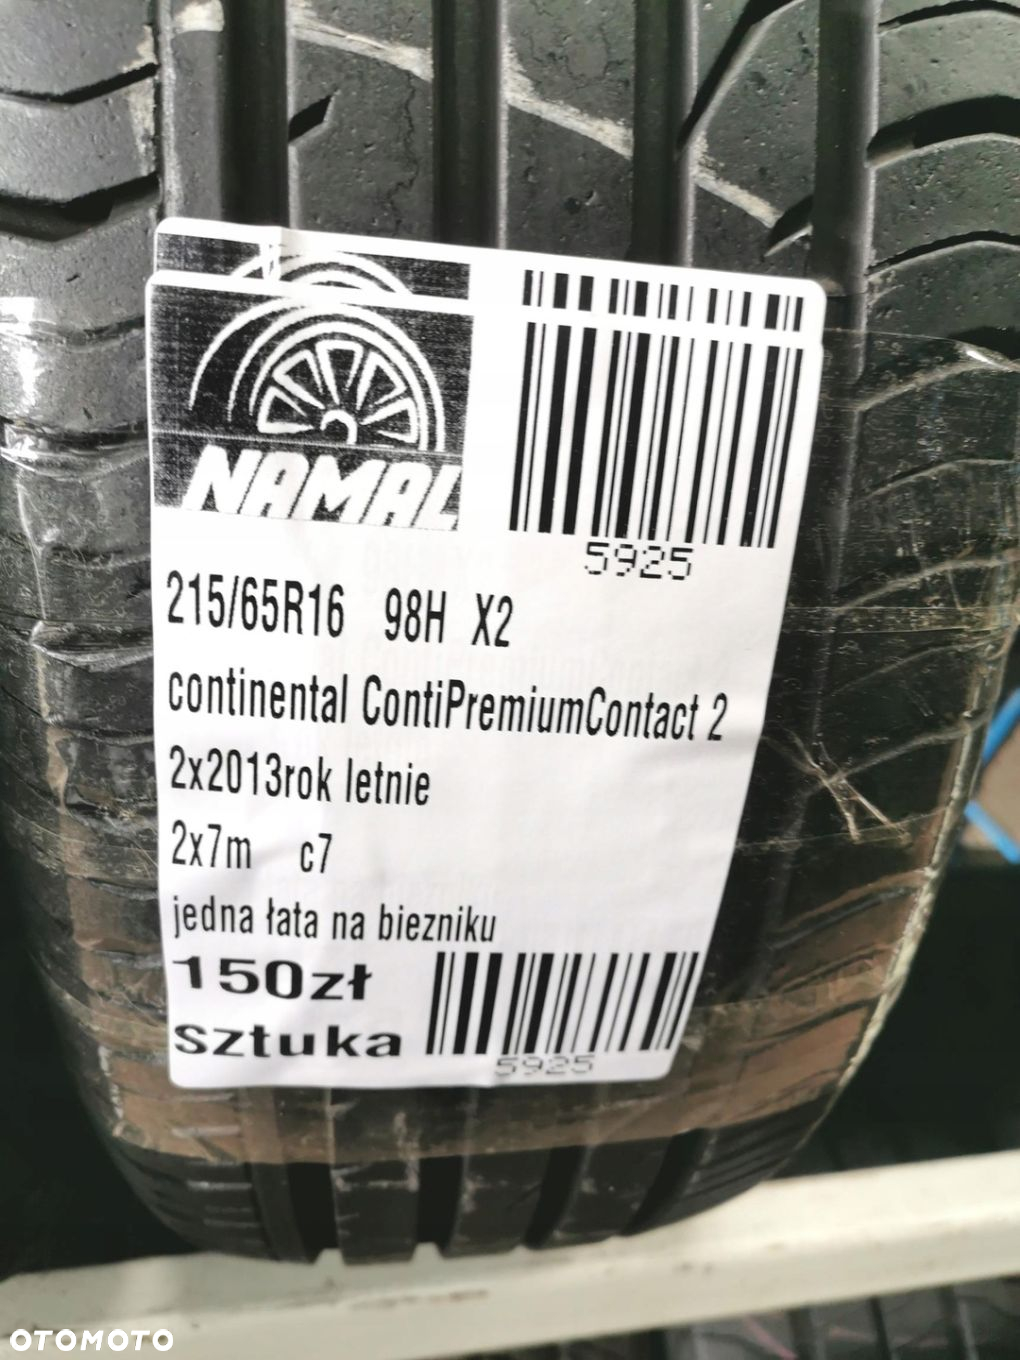 NAMAL
5925
215/65R16 98H X2
continental ContiPremiumContact 2
2x2013rok letnie
2x7m c7
jedna łata na biezniku
150zł
sztuka
5925
OTOMOTO